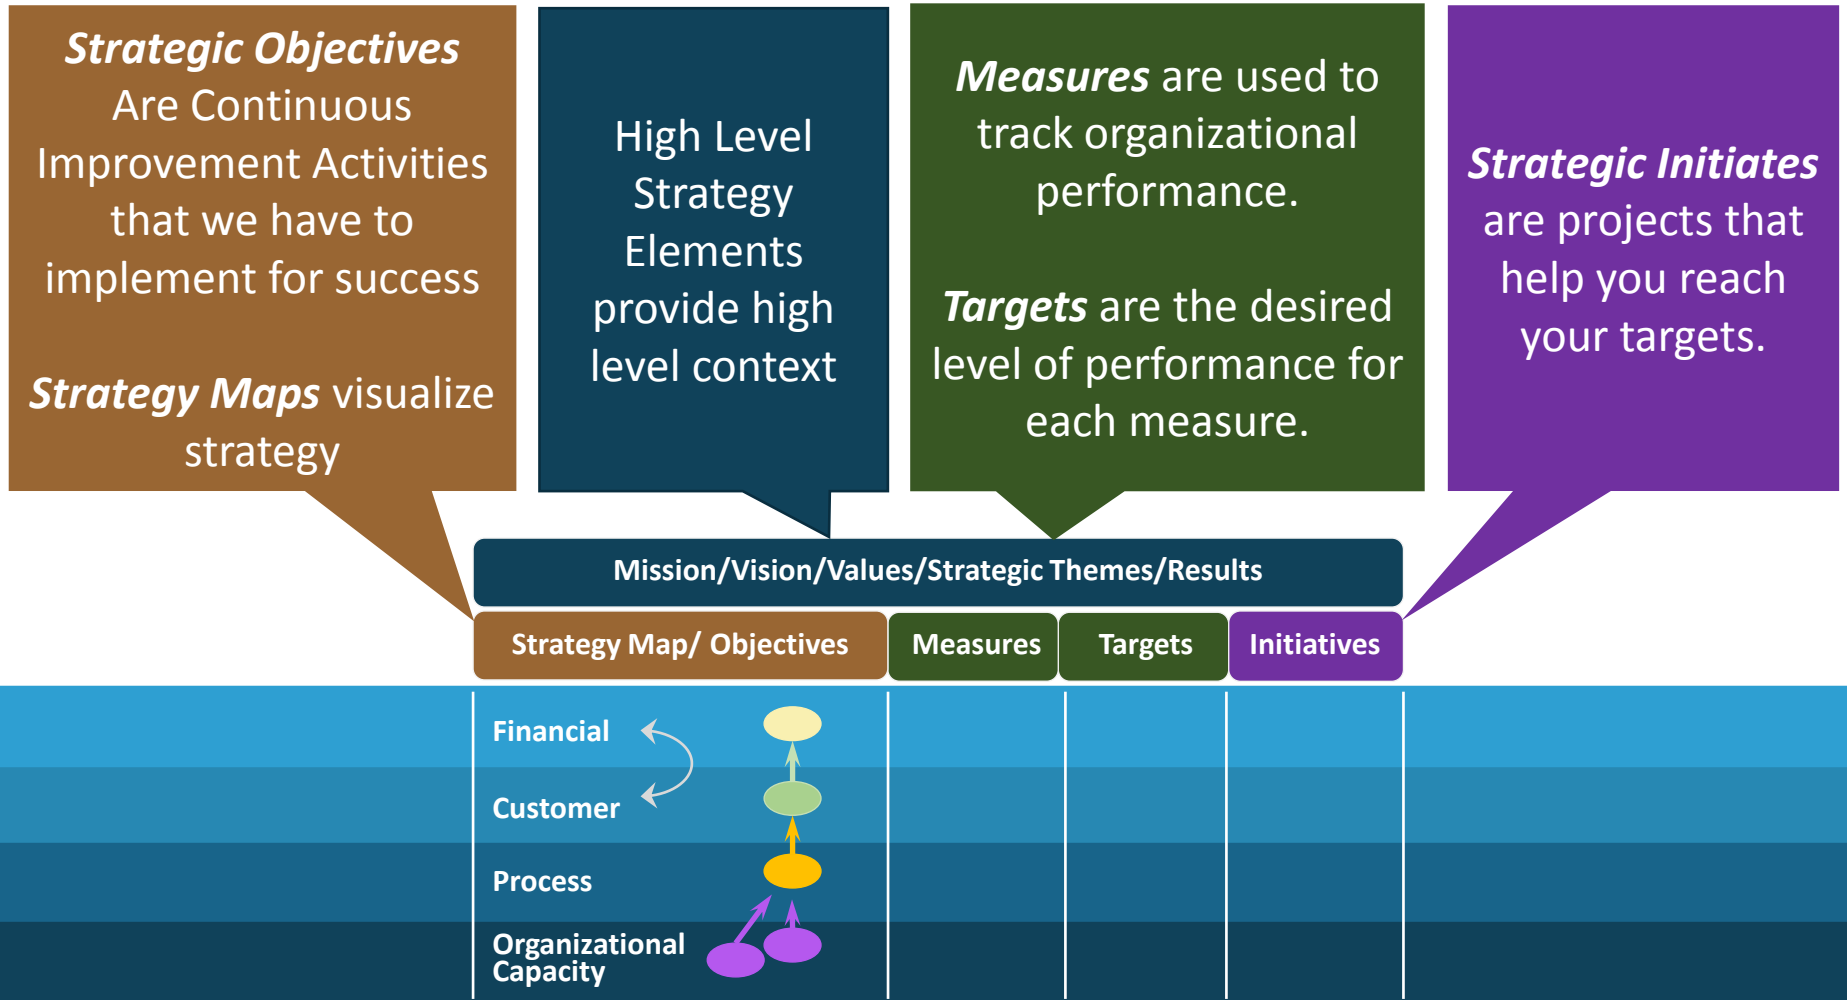 Strategic Objectives
Are Continuous
Improvement Activities
that we have to
implement for success
Strategy Maps visualize
strategy
High Level
Strategy
Elements
provide high
level context
Measures are used to
track organizational
performance.
Targets are the desired
level of performance for
each measure.
Strategic Initiates
are projects that
help you reach
your targets.
Mission/Vision/Values/Strategic Themes/Results
Strategy Map/ Objectives
Measures
Targets
Initiatives
Financial
Customer
Process
Organizational
Capacity